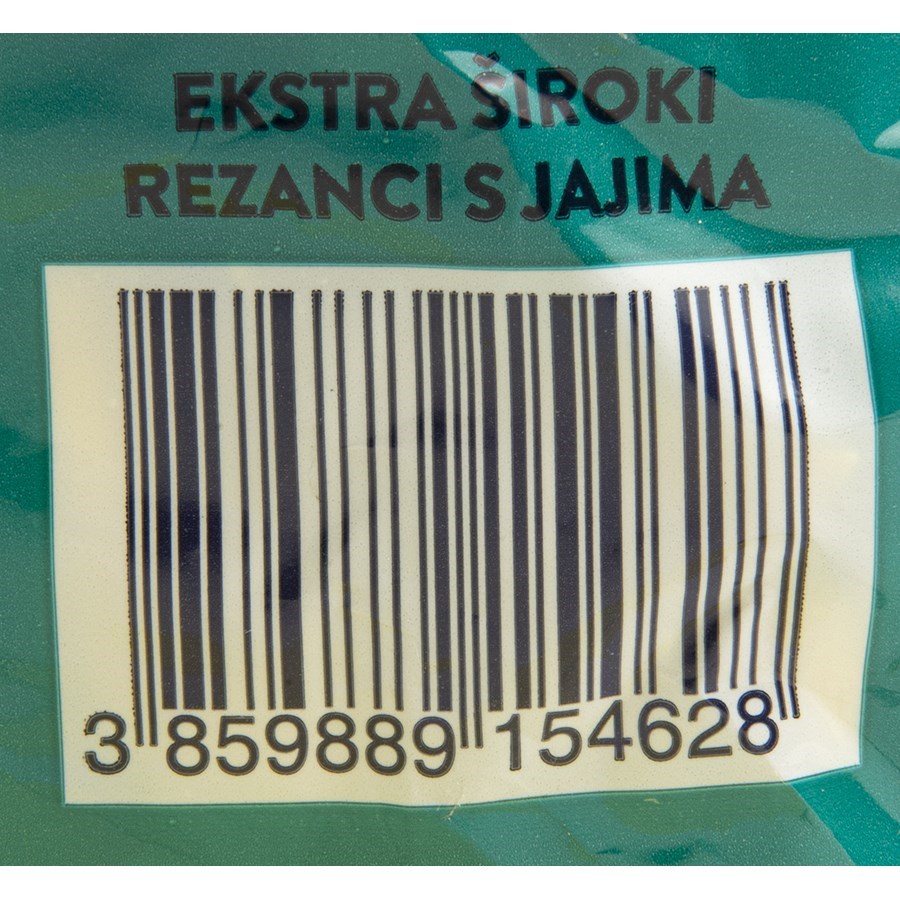 EKSTRA ŠIROKI
REZANCI S JAJIMA
3 859889 154628